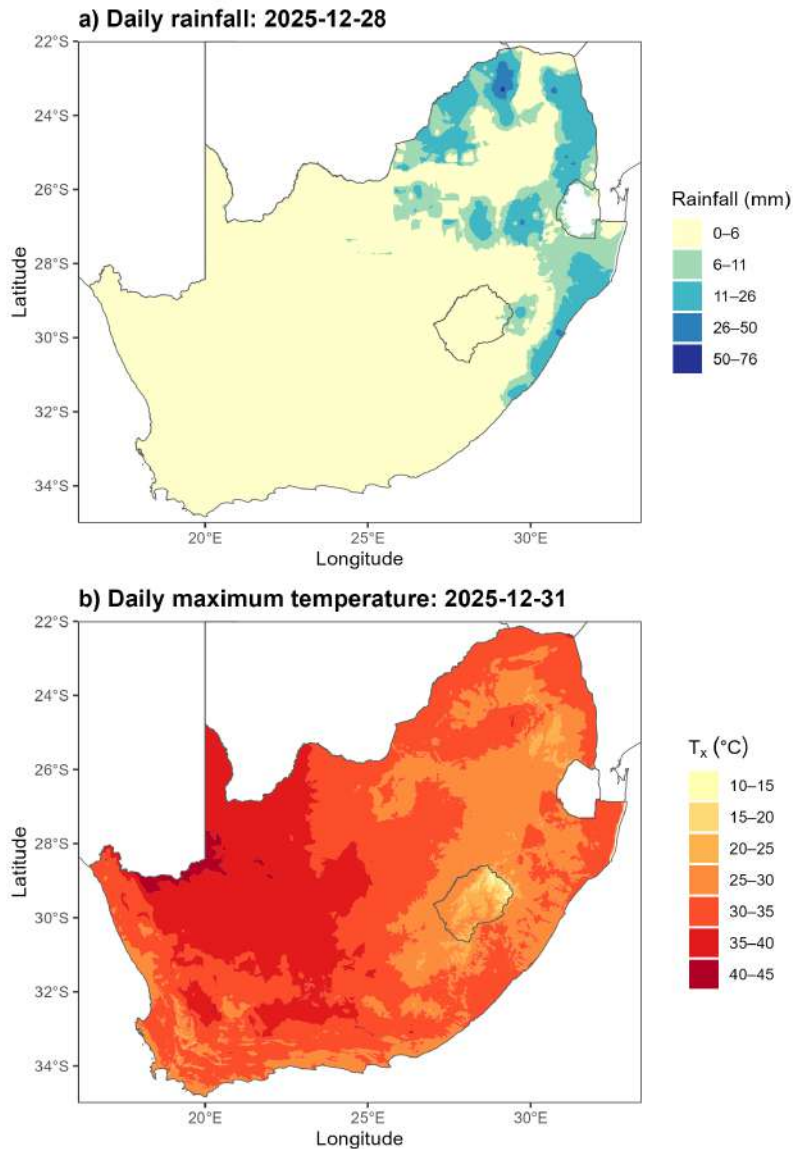 a) Daily rainfall: 2025-12-28
22°S
24°S
26°S
28°S
30°S
32°S
34°S
Latitude
20°E
25°E
30°E
Longitude
Rainfall (mm)
0–6
6–11
11–26
26–50
50–76
b) Daily maximum temperature: 2025-12-31
22°S
24°S
26°S
28°S
30°S
32°S
34°S
Latitude
20°E
25°E
30°E
Longitude
Tₓ (°C)
10–15
15–20
20–25
25–30
30–35
35–40
40–45